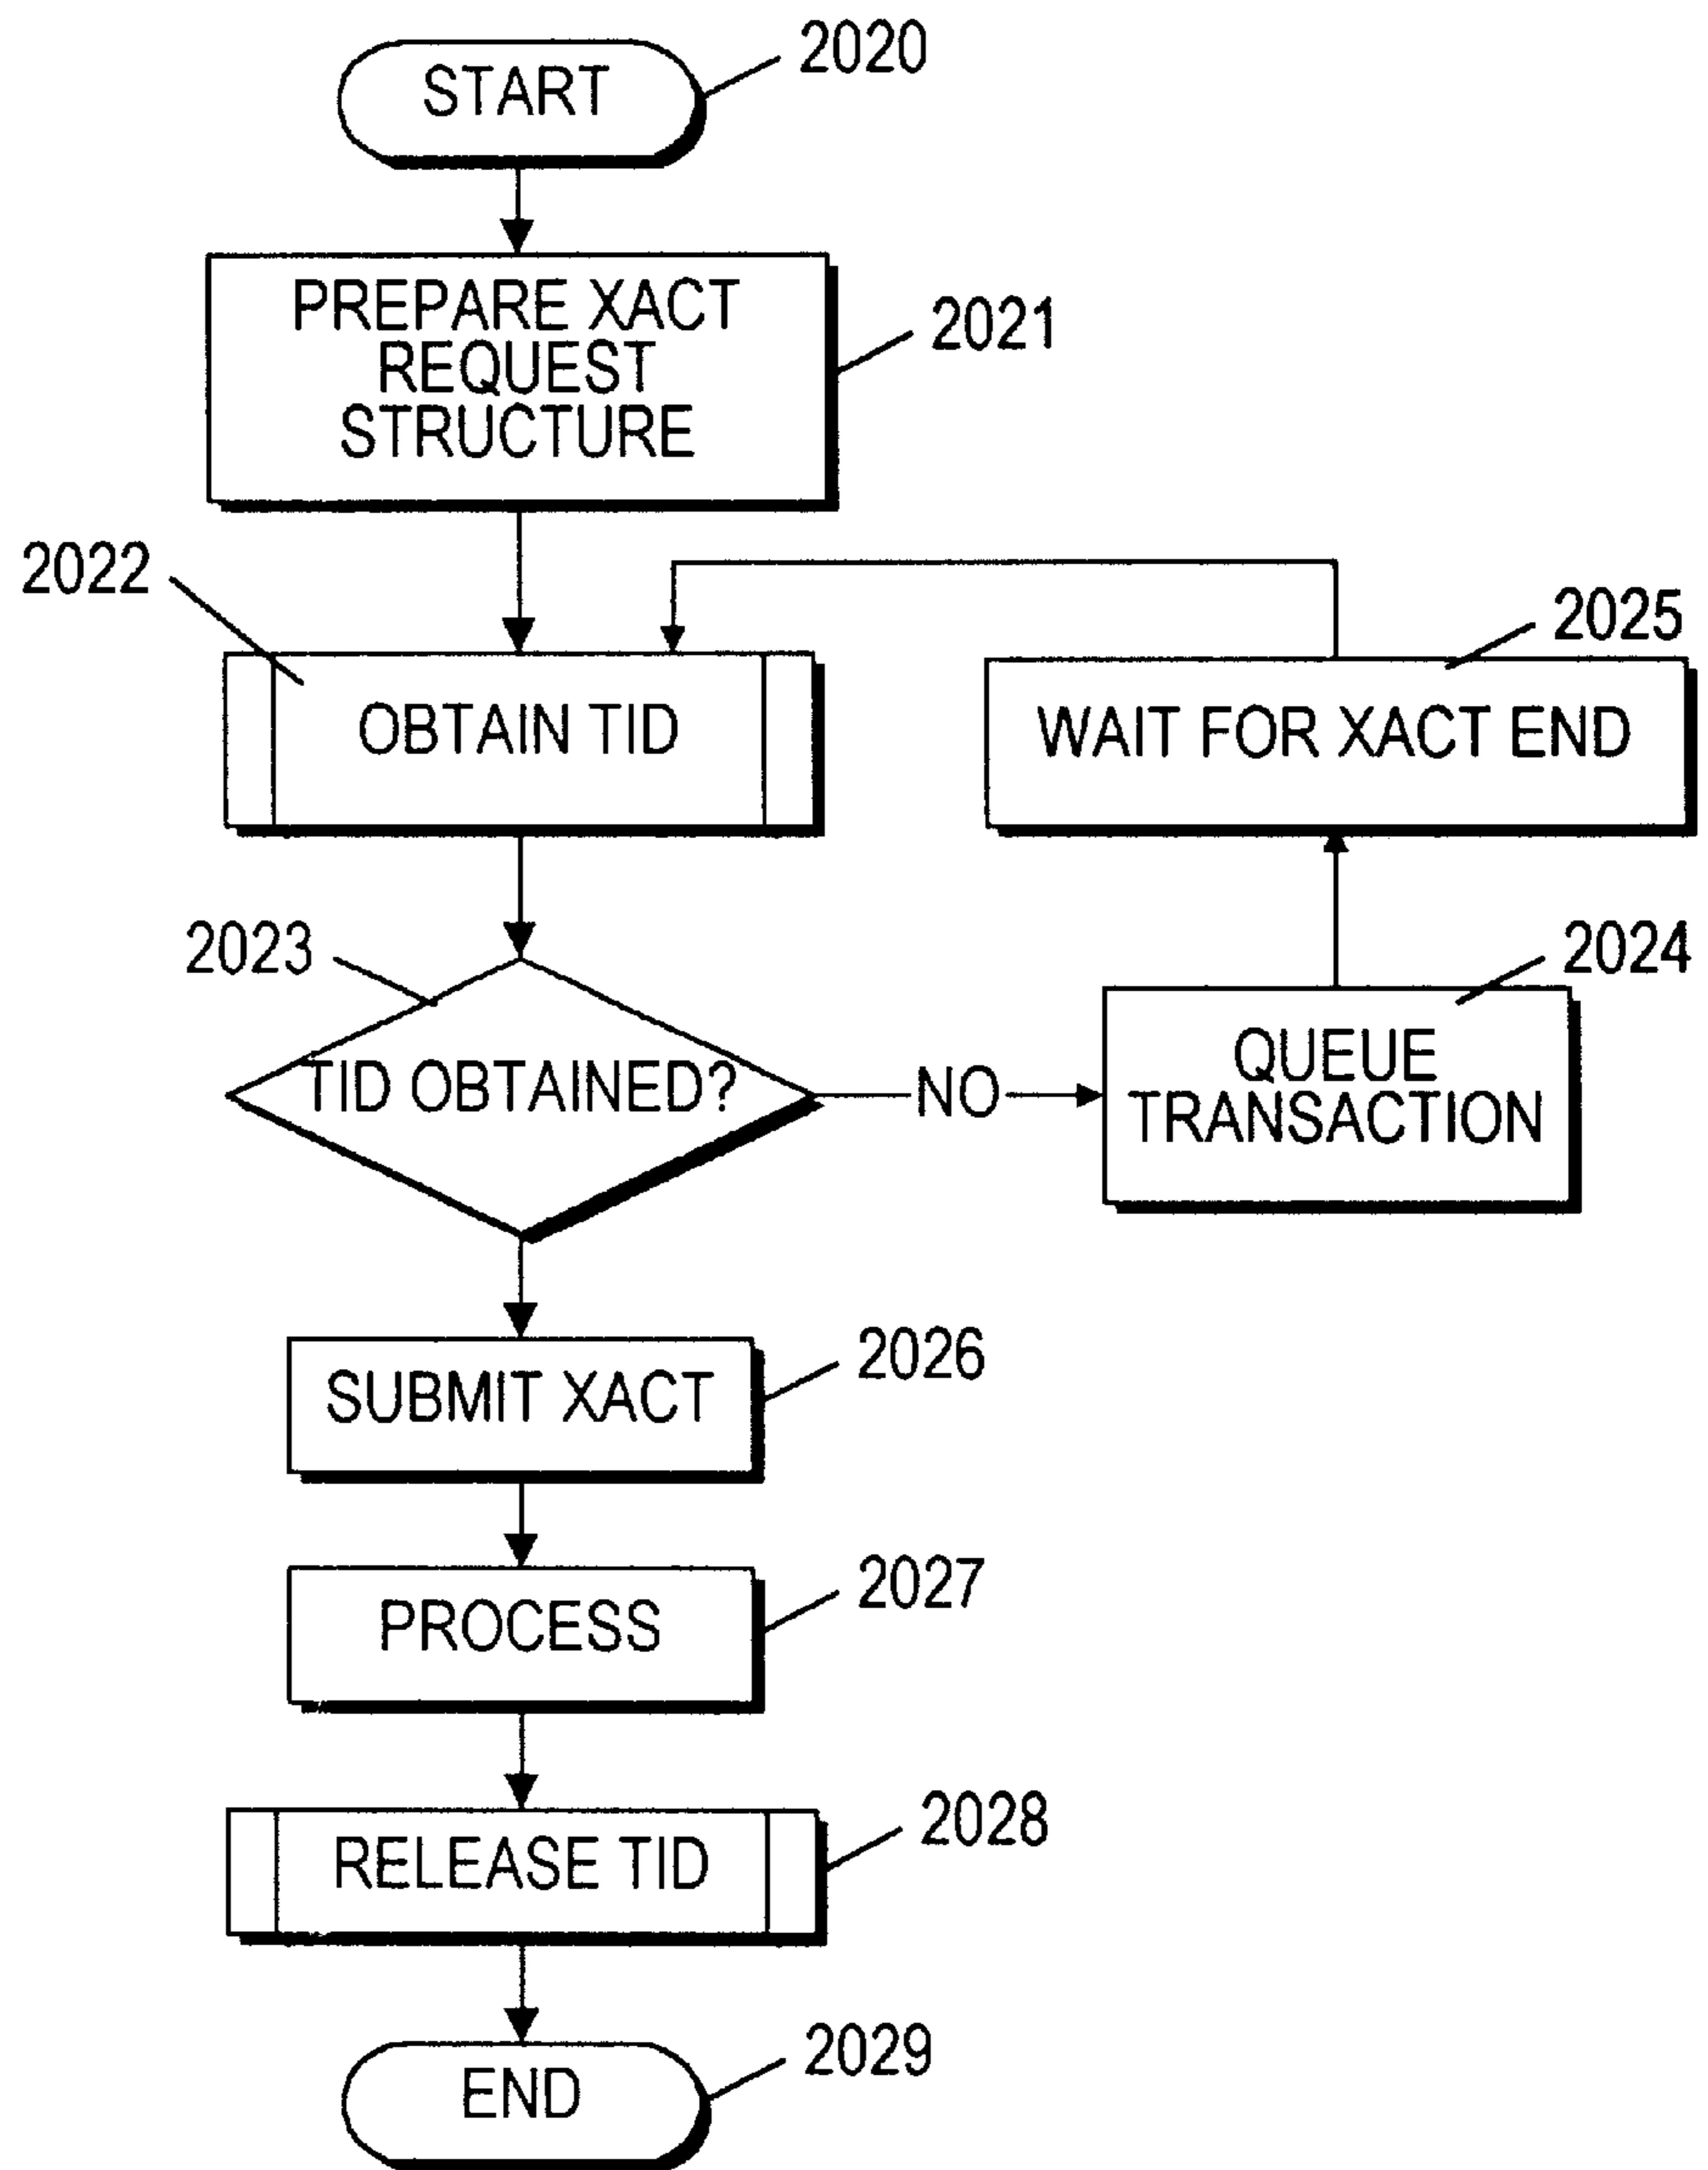 START
2020
PREPARE XACT
REQUEST
STRUCTURE
2021
2022
OBTAIN TID
2025
WAIT FOR XACT END
2023
TID OBTAINED?
NO
2024
QUEUE
TRANSACTION
SUBMIT XACT
2026
PROCESS
2027
RELEASE TID
2028
END
2029